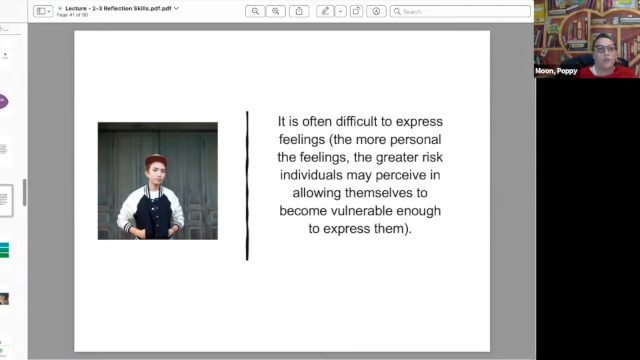 Lecture - 2-3 Reflection Skills.pdf.pdf
Page 41 of 90
Search
Moon, Poppy
It is often difficult to express
feelings (the more personal
the feelings, the greater risk
individuals may perceive in
allowing themselves to
become vulnerable enough
to express them).